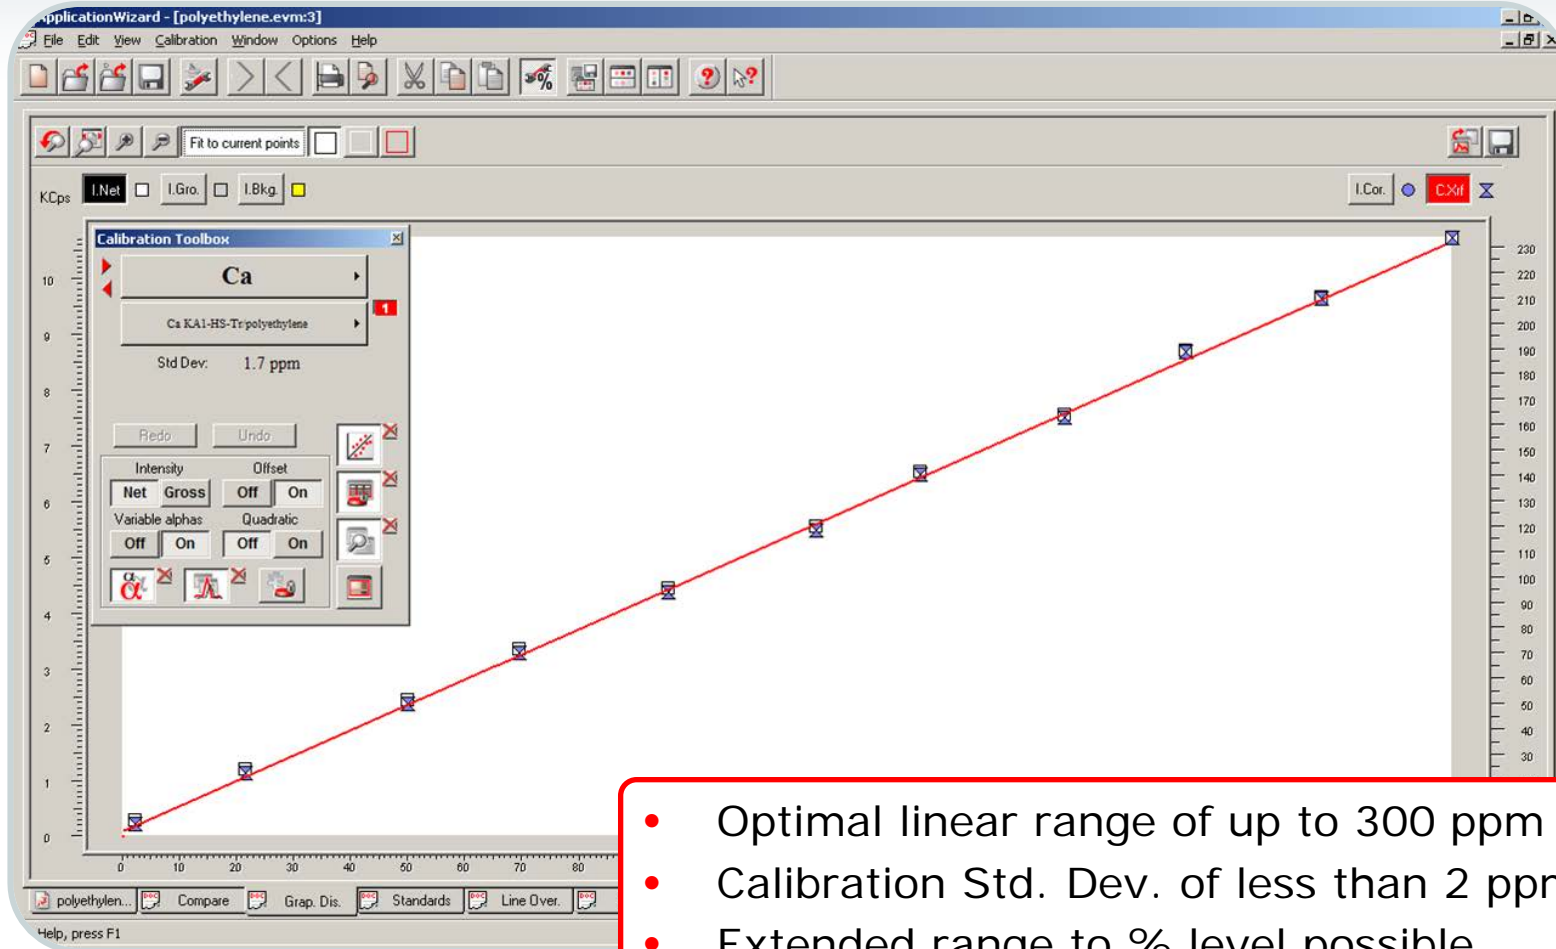 ApplicationWizard - [polyethylene.evm:3]
File Edit View Calibration Window Options Help
Fit to current points
KCps I.Net I.Gro. I.Bkg. I.Cor. C.Xrf
Calibration Toolbox
Ca
Ca KA1-HS-Tr/polyethylene
1
Std Dev: 1.7 ppm
Redo Undo
Intensity Offset
Net Gross Off On
Variable alphas Quadratic
Off On Off On
10
9
8
7
6
5
4
3
2
1
0
230
220
210
200
190
180
170
160
150
140
130
120
110
100
90
80
70
60
50
40
30
0 10 20 30 40 50 60 70 80
polyethylen... Compare Grap. Dis. Standards Line Over.
Help, press F1
• Optimal linear range of up to 300 ppm
• Calibration Std. Dev. of less than 2 ppm
• Extended range to % level possible